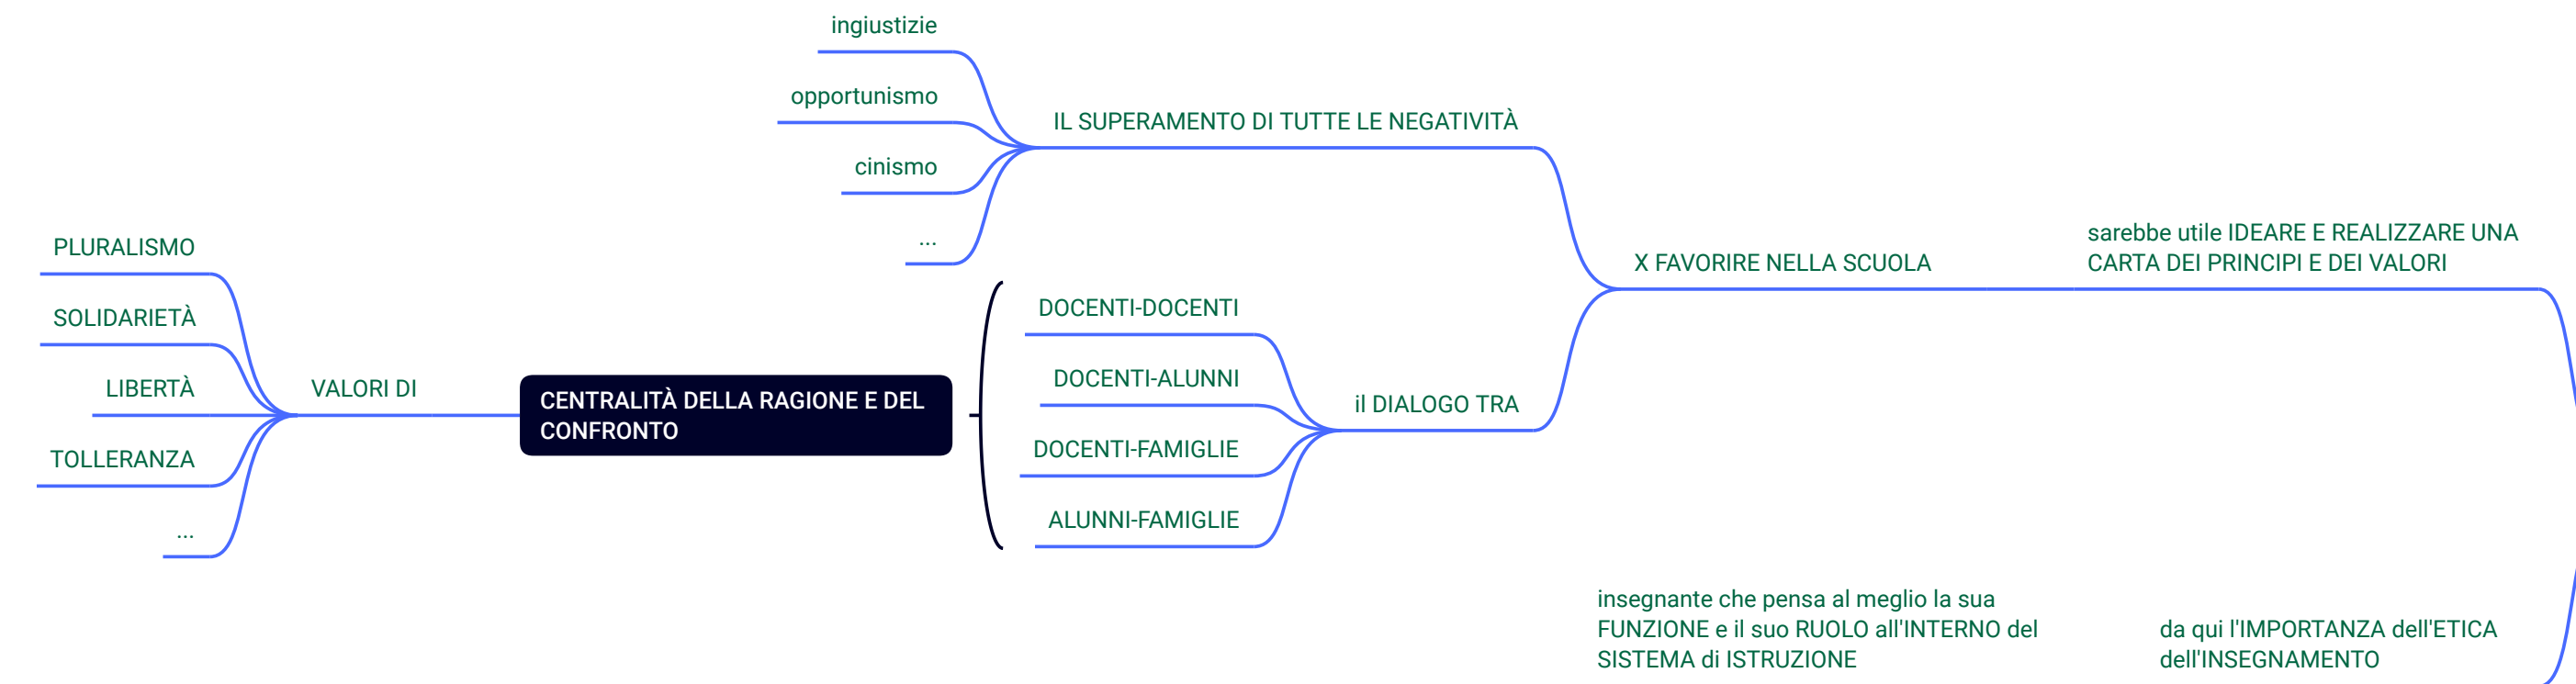 ingiustizie
opportunismo
cinismo
...
IL SUPERAMENTO DI TUTTE LE NEGATIVITÀ
PLURALISMO
SOLIDARIETÀ
LIBERTÀ
TOLLERANZA
...
VALORI DI
CENTRALITÀ DELLA RAGIONE E DEL
CONFRONTO
DOCENTI-DOCENTI
DOCENTI-ALUNNI
DOCENTI-FAMIGLIE
ALUNNI-FAMIGLIE
il DIALOGO TRA
X FAVORIRE NELLA SCUOLA
sarebbe utile IDEARE E REALIZZARE UNA
CARTA DEI PRINCIPI E DEI VALORI
insegnante che pensa al meglio la sua
FUNZIONE e il suo RUOLO all'INTERNO del
SISTEMA di ISTRUZIONE
da qui l'IMPORTANZA dell'ETICA
dell'INSEGNAMENTO